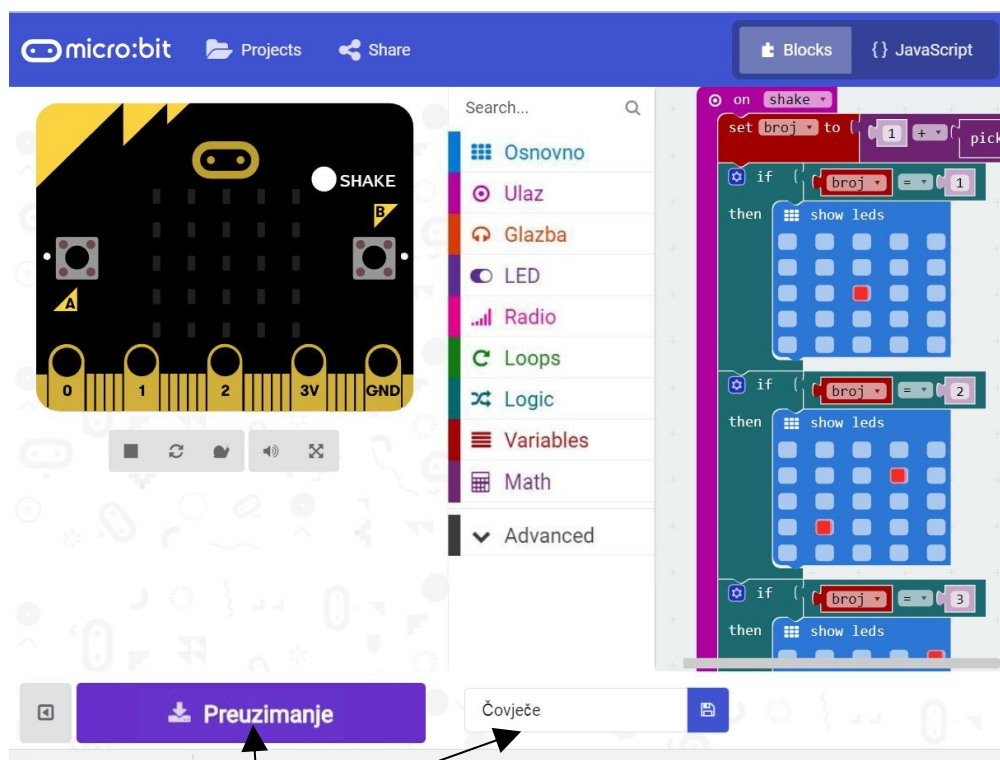 micro:bit Projects Share Blocks {} JavaScript
SHAKE
B
A
0 1 2 3V GND
Search...
Osnovno
Ulaz
Glazba
LED
Radio
Loops
Logic
Variables
Math
Advanced
on shake
set broj to 1 + pick
if broj = 1
then show leds
if broj = 2
then show leds
if broj = 3
then show leds
Preuzimanje
Čovječe